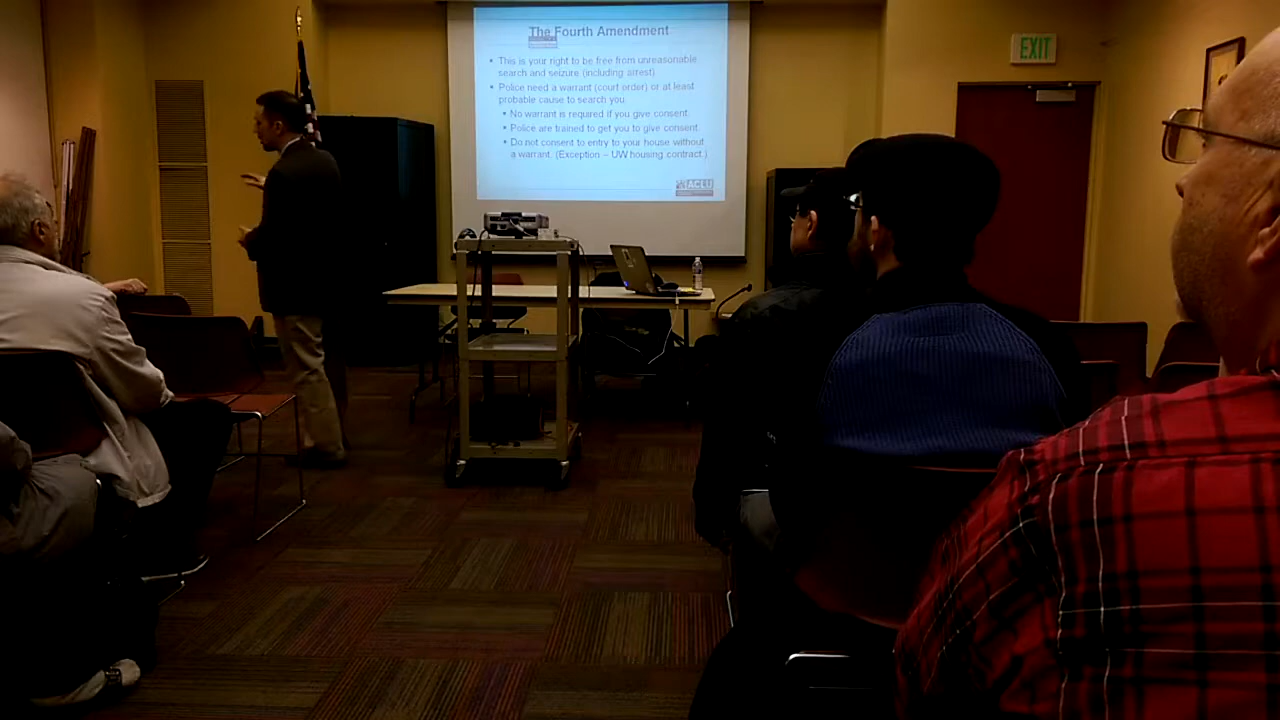 The Fourth Amendment
EXIT
• This is your right to be free from unreasonable
search and seizure (including arrest)
• Police need a warrant (court order) or at least
probable cause to search you.
• No warrant is required if you give consent.
• Police are trained to get you to give consent.
• Do not consent to entry to your house without
a warrant. (Exception – UW housing contract.)
ACLU